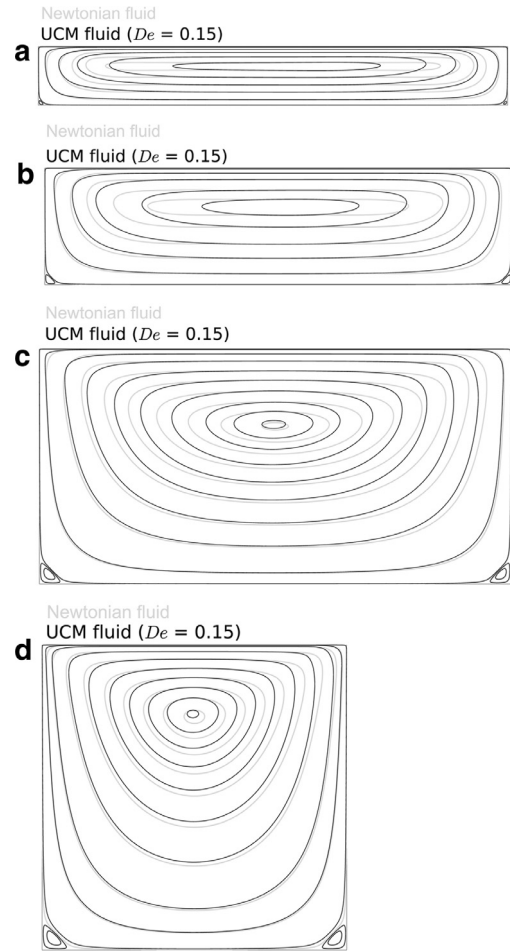 Newtonian fluid
UCM fluid (De = 0.15)
a
Newtonian fluid
UCM fluid (De = 0.15)
b
Newtonian fluid
UCM fluid (De = 0.15)
c
Newtonian fluid
UCM fluid (De = 0.15)
d